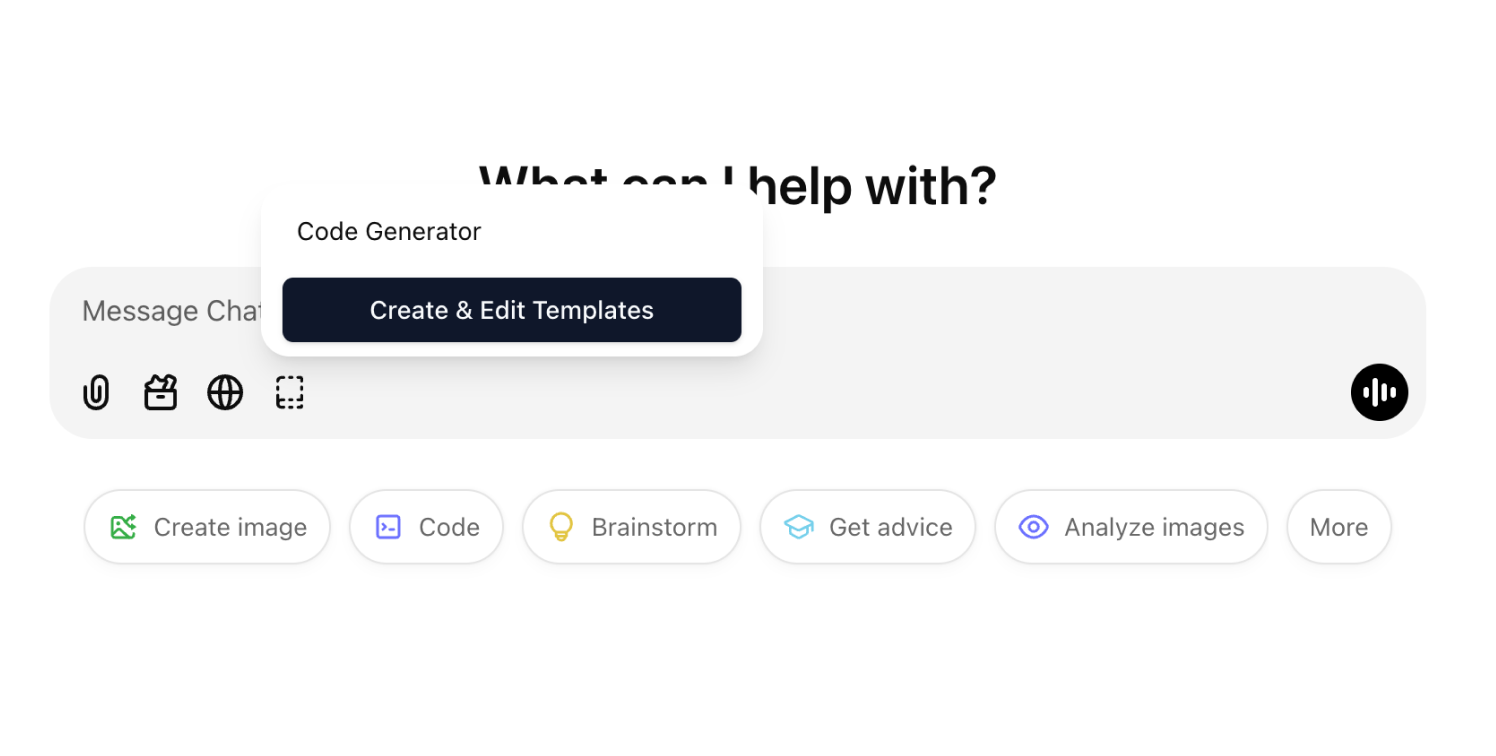 What can I help with?
Code Generator
Message Chat
Create & Edit Templates
Create image
Code
Brainstorm
Get advice
Analyze images
More